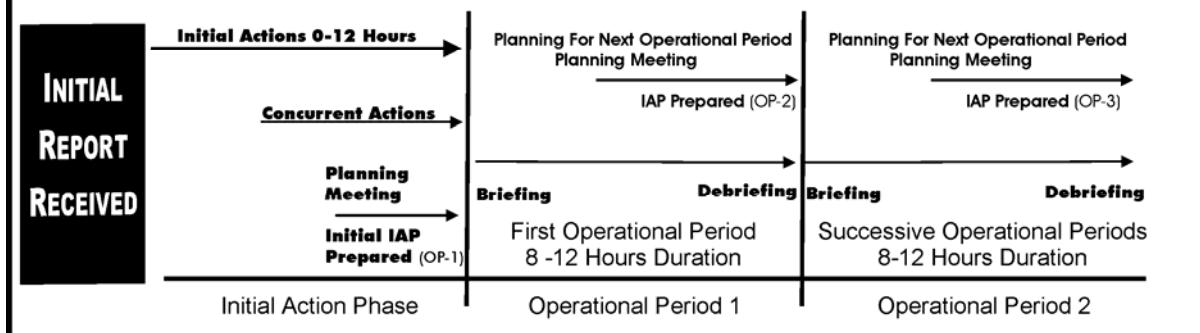 INITIAL
REPORT
RECEIVED
Initial Actions 0-12 Hours
Concurrent Actions
Planning
Meeting
Initial IAP
Prepared (OP-1)
Initial Action Phase
Planning For Next Operational Period
Planning Meeting
IAP Prepared (OP-2)
Briefing
Debriefing
First Operational Period
8 -12 Hours Duration
Operational Period 1
Planning For Next Operational Period
Planning Meeting
IAP Prepared (OP-3)
Briefing
Debriefing
Successive Operational Periods
8-12 Hours Duration
Operational Period 2